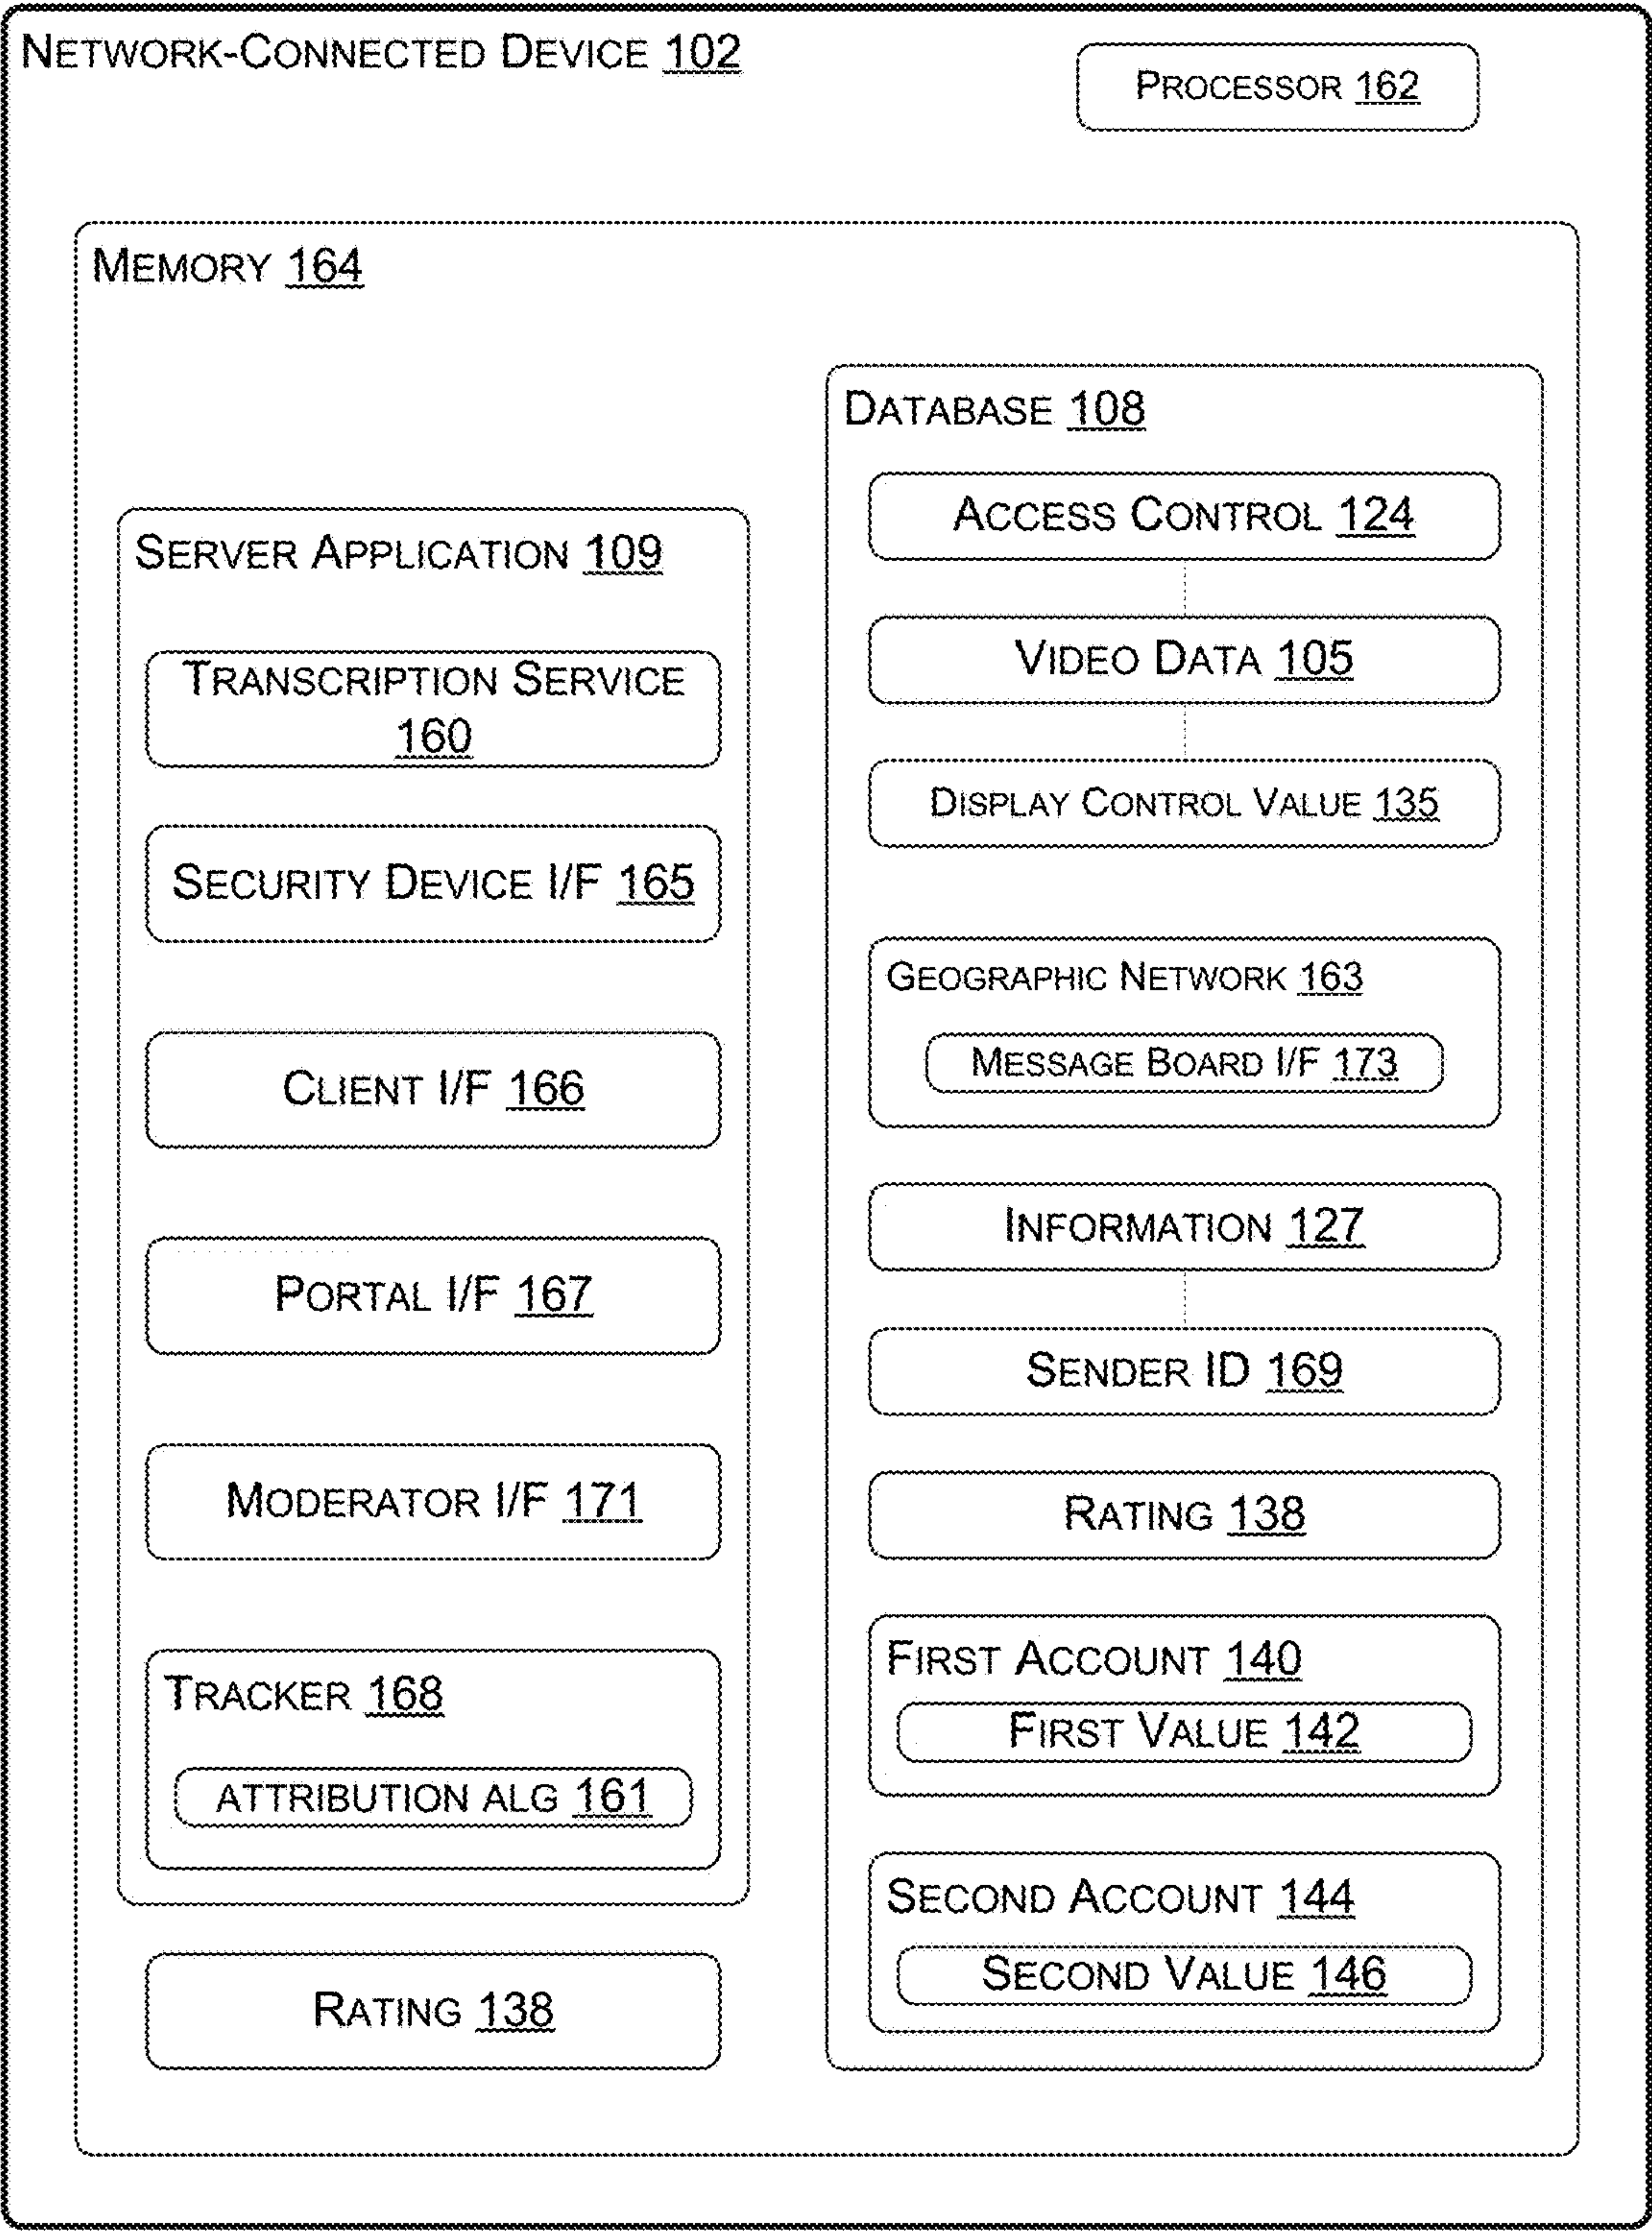 NETWORK-CONNECTED DEVICE 102
PROCESSOR 162
MEMORY 164
SERVER APPLICATION 109
TRANSCRIPTION SERVICE
160
SECURITY DEVICE I/F 165
CLIENT I/F 166
PORTAL I/F 167
MODERATOR I/F 171
TRACKER 168
ATTRIBUTION ALG 161
RATING 138
DATABASE 108
ACCESS CONTROL 124
VIDEO DATA 105
DISPLAY CONTROL VALUE 135
GEOGRAPHIC NETWORK 163
MESSAGE BOARD I/F 173
INFORMATION 127
SENDER ID 169
RATING 138
FIRST ACCOUNT 140
FIRST VALUE 142
SECOND ACCOUNT 144
SECOND VALUE 146